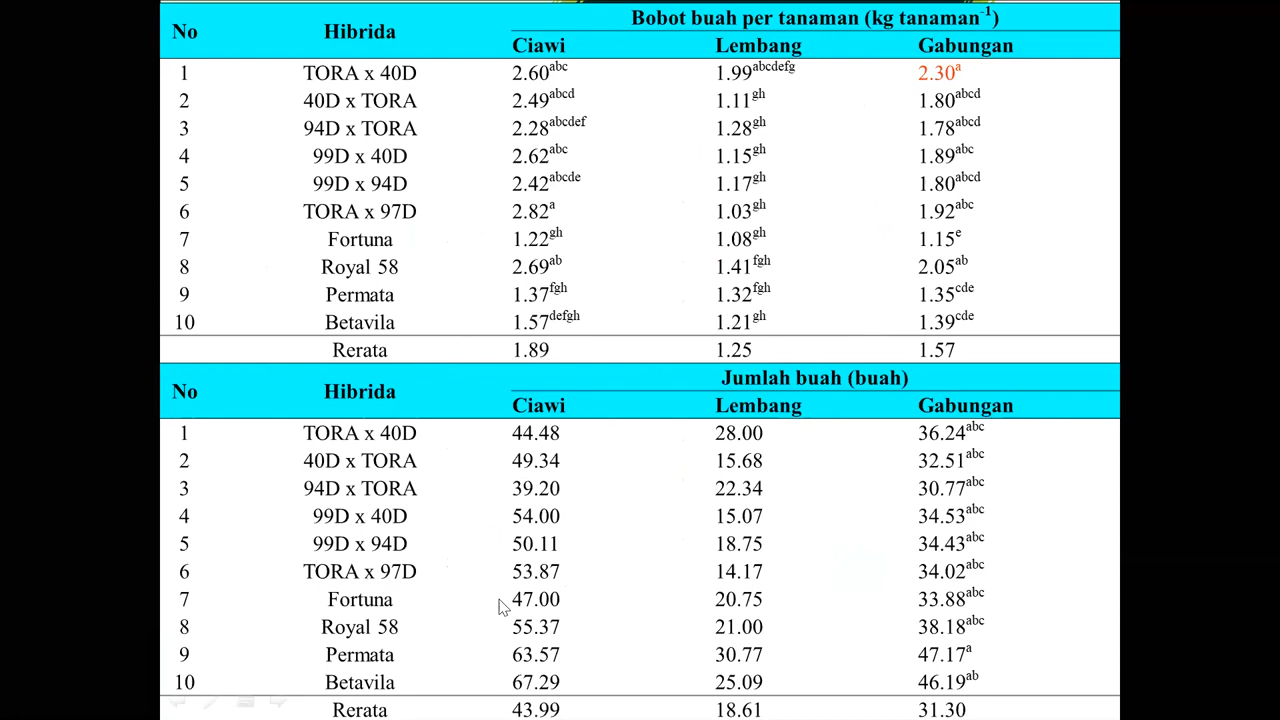 No Hibrida Bobot buah per tanaman (kg tanaman⁻¹)
Ciawi Lembang Gabungan
1 TORA x 40D 2.60ᵃᵇᶜ 1.99ᵃᵇᶜᵈᵉᶠᵍ 2.30ᵃ
2 40D x TORA 2.49ᵃᵇᶜᵈ 1.11ᵍʰ 1.80ᵃᵇᶜᵈ
3 94D x TORA 2.28ᵃᵇᶜᵈᵉᶠ 1.28ᵍʰ 1.78ᵃᵇᶜᵈ
4 99D x 40D 2.62ᵃᵇᶜ 1.15ᵍʰ 1.89ᵃᵇᶜ
5 99D x 94D 2.42ᵃᵇᶜᵈᵉ 1.17ᵍʰ 1.80ᵃᵇᶜᵈ
6 TORA x 97D 2.82ᵃ 1.03ᵍʰ 1.92ᵃᵇᶜ
7 Fortuna 1.22ᵍʰ 1.08ᵍʰ 1.15ᵉ
8 Royal 58 2.69ᵃᵇ 1.41ᶠᵍʰ 2.05ᵃᵇ
9 Permata 1.37ᶠᵍʰ 1.32ᶠᵍʰ 1.35ᶜᵈᵉ
10 Betavila 1.57ᵈᵉᶠᵍʰ 1.21ᵍʰ 1.39ᶜᵈᵉ
Rerata 1.89 1.25 1.57
No Hibrida Jumlah buah (buah)
Ciawi Lembang Gabungan
1 TORA x 40D 44.48 28.00 36.24ᵃᵇᶜ
2 40D x TORA 49.34 15.68 32.51ᵃᵇᶜ
3 94D x TORA 39.20 22.34 30.77ᵃᵇᶜ
4 99D x 40D 54.00 15.07 34.53ᵃᵇᶜ
5 99D x 94D 50.11 18.75 34.43ᵃᵇᶜ
6 TORA x 97D 53.87 14.17 34.02ᵃᵇᶜ
7 Fortuna 47.00 20.75 33.88ᵃᵇᶜ
8 Royal 58 55.37 21.00 38.18ᵃᵇᶜ
9 Permata 63.57 30.77 47.17ᵃ
10 Betavila 67.29 25.09 46.19ᵃᵇ
Rerata 43.99 18.61 31.30